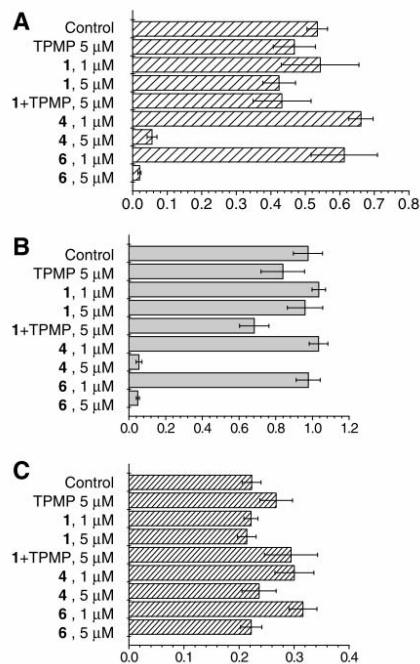 A
Control
TPMP 5 µM
1, 1 µM
1, 5 µM
1+TPMP, 5 µM
4 , 1 µM
4 , 5 µM
6 , 1 µM
6 , 5 µM
0.0 0.1 0.2 0.3 0.4 0.5 0.6 0.7 0.8
B
Control
TPMP 5 µM
1, 1 µM
1, 5 µM
1+TPMP, 5 µM
4 , 1 µM
4 , 5 µM
6 , 1 µM
6 , 5 µM
0.0 0.2 0.4 0.6 0.8 1.0 1.2
C
Control
TPMP 5 µM
1, 1 µM
1, 5 µM
1+TPMP, 5 µM
4 , 1 µM
4 , 5 µM
6 , 1 µM
6 , 5 µM
0.0 0.1 0.2 0.3 0.4